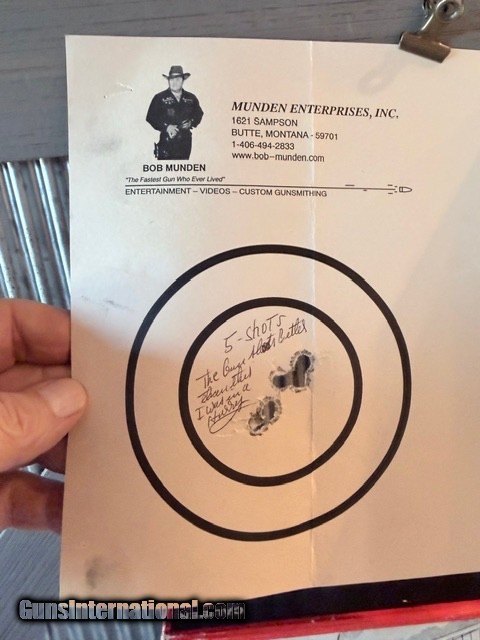 MUNDEN ENTERPRISES, INC.
1621 SAMPSON
BUTTE, MONTANA - 59701
1-406-494-2833
www.bob-munden.com
BOB MUNDEN
"The Fastest Gun Who Ever Lived"
ENTERTAINMENT – VIDEOS – CUSTOM GUNSMITHING
5-SHOTS
The Gun shoots Better
than this
I was in a
Hurry
GunsInternational.com